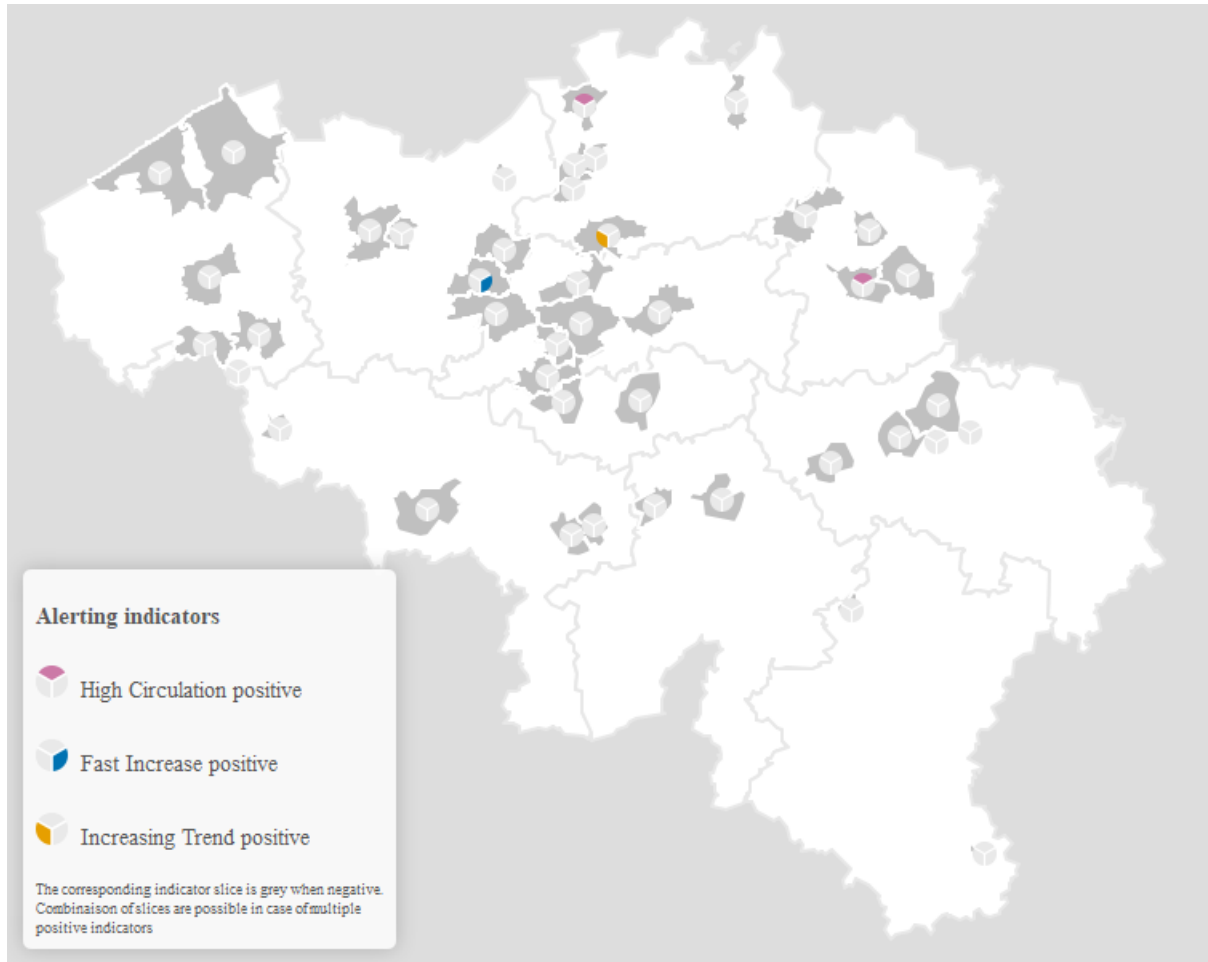 Alerting indicators
High Circulation positive
Fast Increase positive
Increasing Trend positive
The corresponding indicator slice is grey when negative.
Combinaison of slices are possible in case of multiple
positive indicators